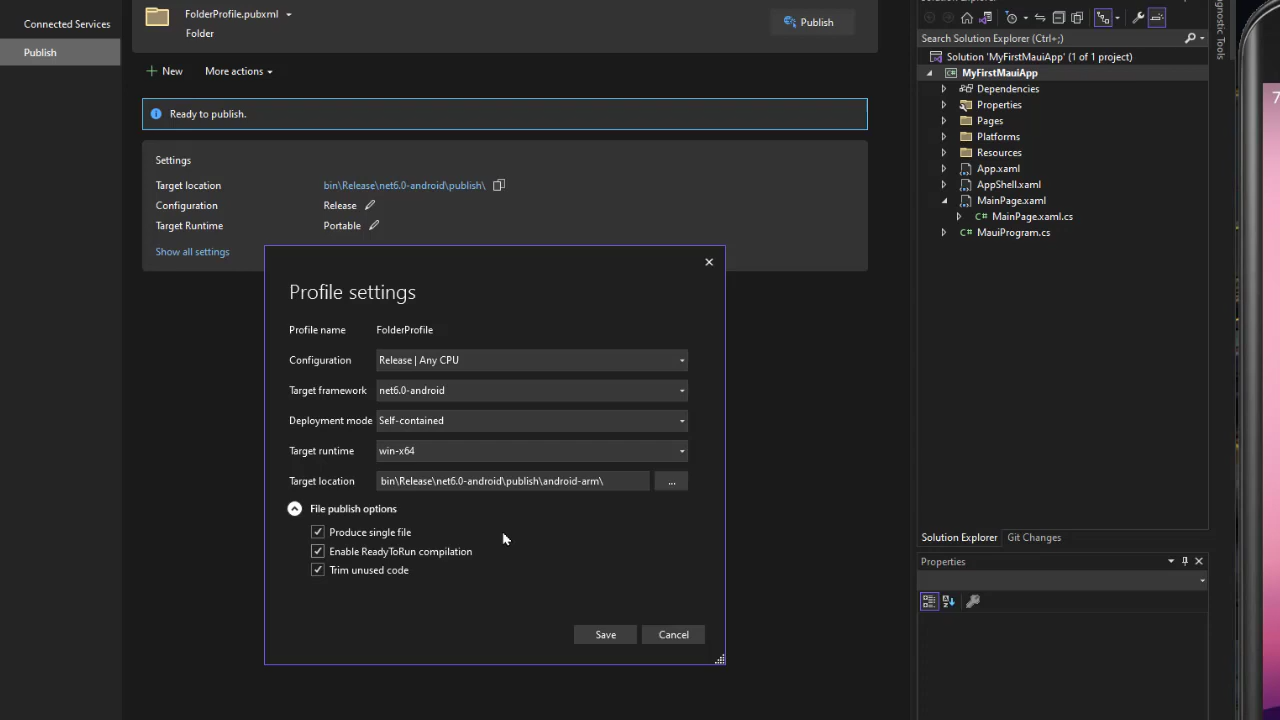 Connected Services
Publish
FolderProfile.pubxml
Folder
Publish
New
More actions
Ready to publish.
Settings
Target location bin\Release\net6.0-android\publish\
Configuration Release
Target Runtime Portable
Show all settings
Profile settings
Profile name FolderProfile
Configuration Release | Any CPU
Target framework net6.0-android
Deployment mode Self-contained
Target runtime win-x64
Target location bin\Release\net6.0-android\publish\android-arm\ ...
File publish options
Produce single file
Enable ReadyToRun compilation
Trim unused code
Save Cancel
Search Solution Explorer (Ctrl+;)
Solution 'MyFirstMauiApp' (1 of 1 project)
MyFirstMauiApp
Dependencies
Properties
Pages
Platforms
Resources
App.xaml
AppShell.xaml
MainPage.xaml
MainPage.xaml.cs
MauiProgram.cs
Solution Explorer Git Changes
Properties
Diagnostic Tools
7